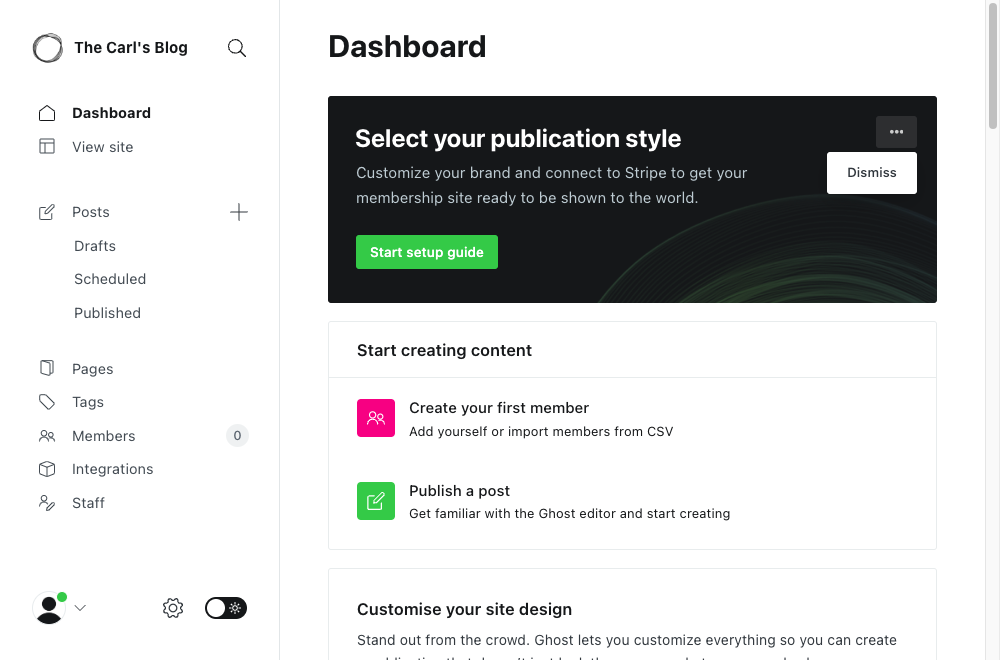 The Carl's Blog
Dashboard
View site
Posts
Drafts
Scheduled
Published
Pages
Tags
Members
0
Integrations
Staff
Dashboard
Select your publication style
Customize your brand and connect to Stripe to get your
membership site ready to be shown to the world.
Dismiss
Start setup guide
Start creating content
Create your first member
Add yourself or import members from CSV
Publish a post
Get familiar with the Ghost editor and start creating
Customise your site design
Stand out from the crowd. Ghost lets you customize everything so you can create